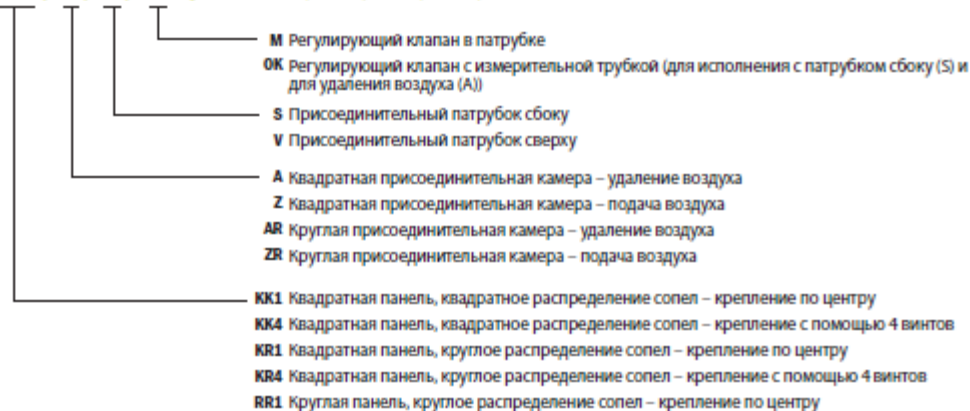 M Регулирующий клапан в патрубке
OK Регулирующий клапан с измерительной трубкой (для исполнения с патрубком сбоку (S) и
для удаления воздуха (A))
S Присоединительный патрубок сбоку
V Присоединительный патрубок сверху
A Квадратная присоединительная камера – удаление воздуха
Z Квадратная присоединительная камера – подача воздуха
AR Круглая присоединительная камера – удаление воздуха
ZR Круглая присоединительная камера – подача воздуха
KK1 Квадратная панель, квадратное распределение сопел – крепление по центру
KK4 Квадратная панель, квадратное распределение сопел – крепление с помощью 4 винтов
KR1 Квадратная панель, круглое распределение сопел – крепление по центру
KR4 Квадратная панель, круглое распределение сопел – крепление с помощью 4 винтов
RR1 Круглая панель, круглое распределение сопел – крепление по центру